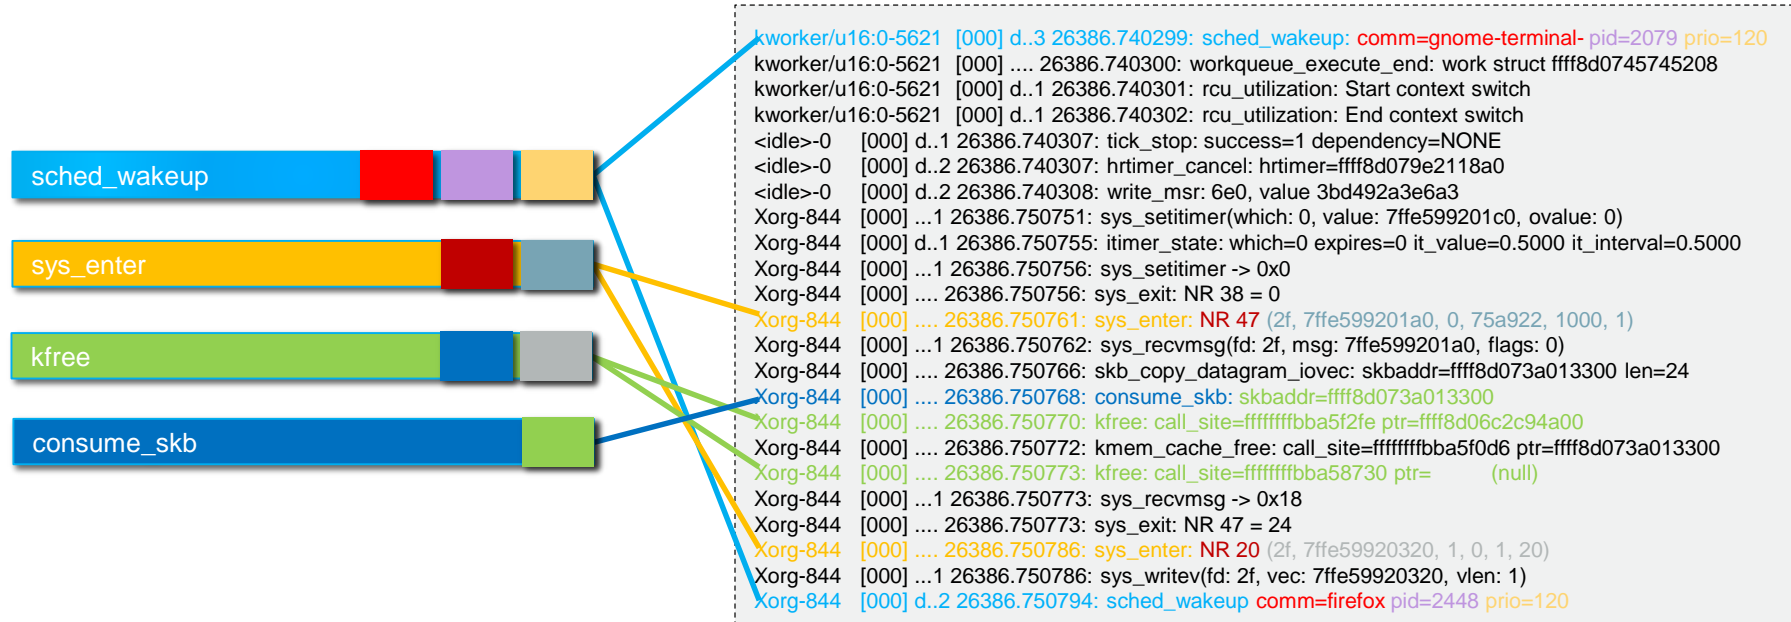 sched_wakeup
sys_enter
kfree
consume_skb
kworker/u16:0-5621 [000] d..3 26386.740299: sched_wakeup: comm=gnome-terminal- pid=2079 prio=120
kworker/u16:0-5621 [000] .... 26386.740300: workqueue_execute_end: work struct ffff8d0745745208
kworker/u16:0-5621 [000] d..1 26386.740301: rcu_utilization: Start context switch
kworker/u16:0-5621 [000] d..1 26386.740302: rcu_utilization: End context switch
<idle>-0 [000] d..1 26386.740307: tick_stop: success=1 dependency=NONE
<idle>-0 [000] d..2 26386.740307: hrtimer_cancel: hrtimer=ffff8d079e2118a0
<idle>-0 [000] d..2 26386.740308: write_msr: 6e0, value 3bd492a3e6a3
Xorg-844 [000] ...1 26386.750751: sys_setitimer(which: 0, value: 7ffe599201c0, ovalue: 0)
Xorg-844 [000] d..1 26386.750755: itimer_state: which=0 expires=0 it_value=0.5000 it_interval=0.5000
Xorg-844 [000] ...1 26386.750756: sys_setitimer -> 0x0
Xorg-844 [000] .... 26386.750756: sys_exit: NR 38 = 0
Xorg-844 [000] .... 26386.750761: sys_enter: NR 47 (2f, 7ffe599201a0, 0, 75a922, 1000, 1)
Xorg-844 [000] ...1 26386.750762: sys_recvmsg(fd: 2f, msg: 7ffe599201a0, flags: 0)
Xorg-844 [000] .... 26386.750766: skb_copy_datagram_iovec: skbaddr=ffff8d073a013300 len=24
Xorg-844 [000] .... 26386.750768: consume_skb: skbaddr=ffff8d073a013300
Xorg-844 [000] .... 26386.750770: kfree: call_site=ffffffffbba5f2fe ptr=ffff8d06c2c94a00
Xorg-844 [000] .... 26386.750772: kmem_cache_free: call_site=ffffffffbba5f0d6 ptr=ffff8d073a013300
Xorg-844 [000] .... 26386.750773: kfree: call_site=ffffffffbba58730 ptr= (null)
Xorg-844 [000] ...1 26386.750773: sys_recvmsg -> 0x18
Xorg-844 [000] .... 26386.750773: sys_exit: NR 47 = 24
Xorg-844 [000] .... 26386.750786: sys_enter: NR 20 (2f, 7ffe59920320, 1, 0, 1, 20)
Xorg-844 [000] ...1 26386.750786: sys_writev(fd: 2f, vec: 7ffe59920320, vlen: 1)
Xorg-844 [000] d..2 26386.750794: sched_wakeup comm=firefox pid=2448 prio=120